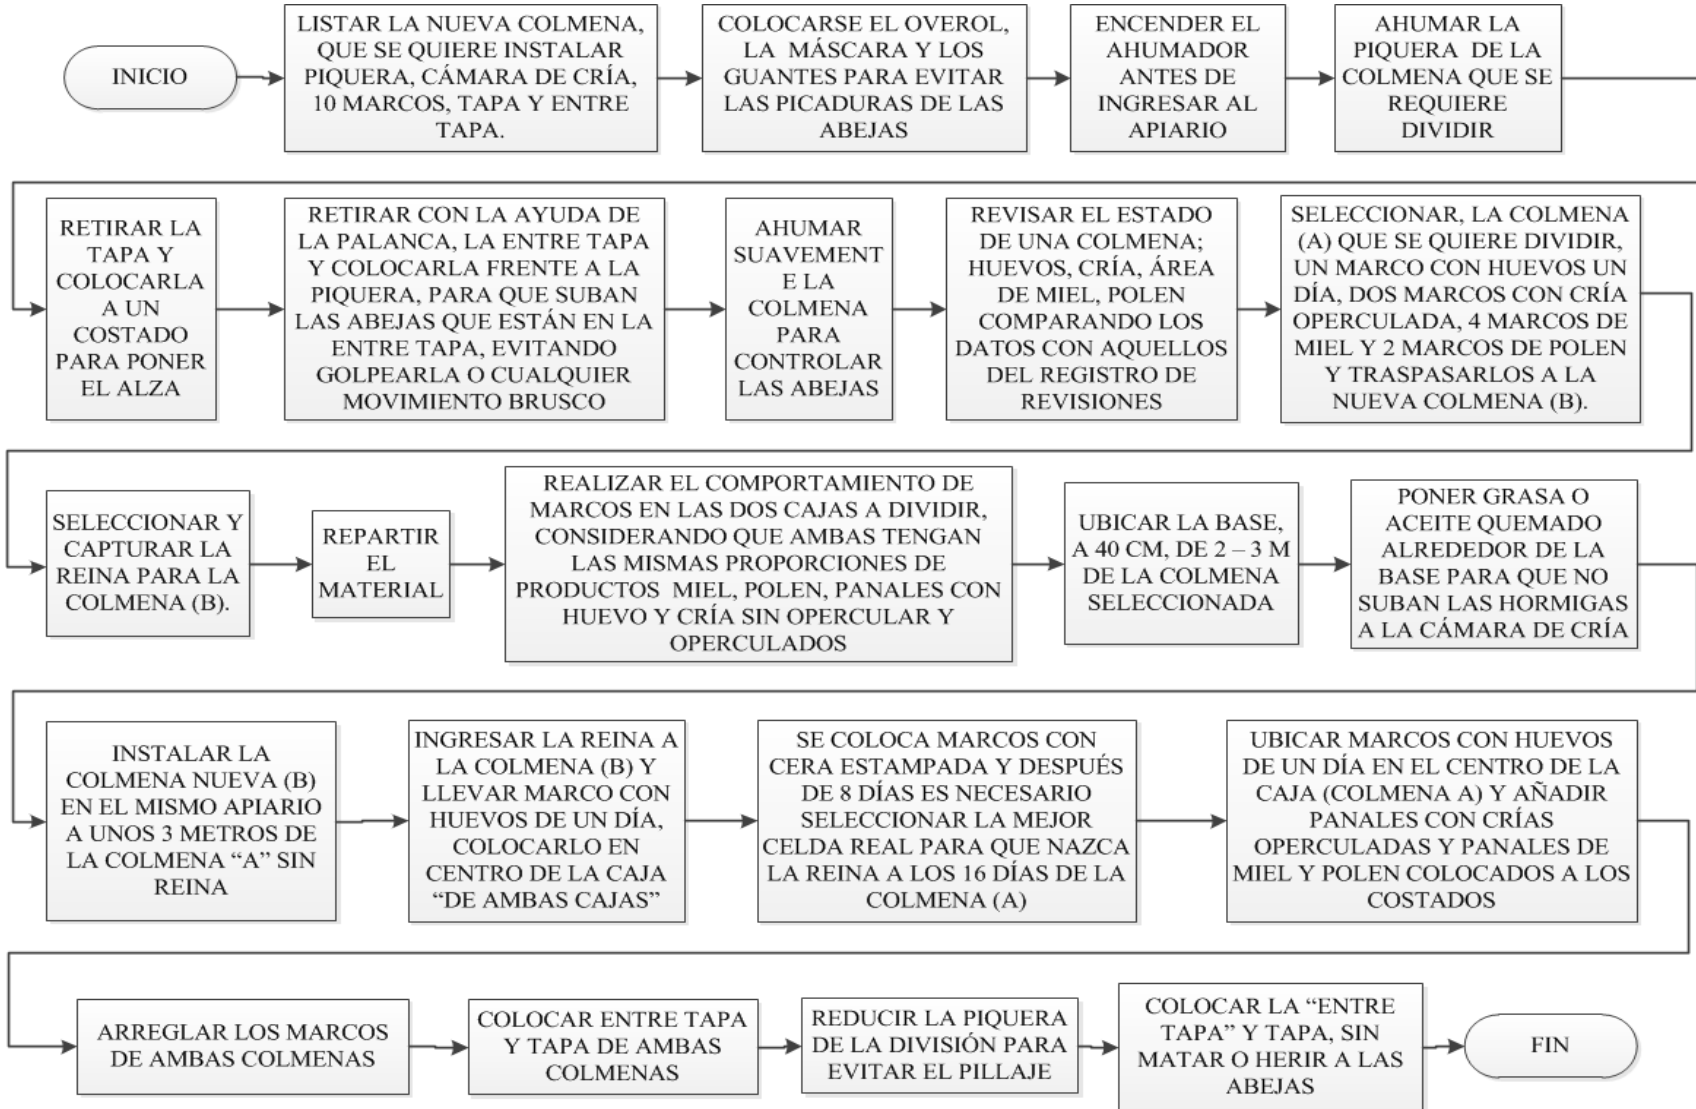 INICIO
LISTAR LA NUEVA COLMENA,
QUE SE QUIERE INSTALAR
PIQUERA, CÁMARA DE CRÍA,
10 MARCOS, TAPA Y ENTRE
TAPA.
COLOCARSE EL OVEROL,
LA MÁSCARA Y LOS
GUANTES PARA EVITAR
LAS PICADURAS DE LAS
ABEJAS
ENCENDER EL
AHUMADOR
ANTES DE
INGRESAR AL
APIARIO
AHUMAR LA
PIQUERA DE LA
COLMENA QUE SE
REQUIERE
DIVIDIR
RETIRAR LA
TAPA Y
COLOCARLA
A UN
COSTADO
PARA PONER
EL ALZA
RETIRAR CON LA AYUDA DE
LA PALANCA, LA ENTRE TAPA
Y COLOCARLA FRENTE A LA
PIQUERA, PARA QUE SUBAN
LAS ABEJAS QUE ESTÁN EN LA
ENTRE TAPA, EVITANDO
GOLPEARLA O CUALQUIER
MOVIMIENTO BRUSCO
AHUMAR
SUAVEMENT
E LA
COLMENA
PARA
CONTROLAR
LAS ABEJAS
REVISAR EL ESTADO
DE UNA COLMENA;
HUEVOS, CRÍA, ÁREA
DE MIEL, POLEN
COMPARANDO LOS
DATOS CON AQUELLOS
DEL REGISTRO DE
REVISIONES
SELECCIONAR, LA COLMENA
(A) QUE SE QUIERE DIVIDIR,
UN MARCO CON HUEVOS UN
DÍA, DOS MARCOS CON CRÍA
OPERCULADA, 4 MARCOS DE
MIEL Y 2 MARCOS DE POLEN
Y TRASPASARLOS A LA
NUEVA COLMENA (B).
SELECCIONAR Y
CAPTURAR LA
REINA PARA LA
COLMENA (B).
REPARTIR
EL
MATERIAL
REALIZAR EL COMPORTAMIENTO DE
MARCOS EN LAS DOS CAJAS A DIVIDIR,
CONSIDERANDO QUE AMBAS TENGAN
LAS MISMAS PROPORCIONES DE
PRODUCTOS MIEL, POLEN, PANALES CON
HUEVO Y CRÍA SIN OPERCULAR Y
OPERCULADOS
UBICAR LA BASE,
A 40 CM, DE 2 – 3 M
DE LA COLMENA
SELECCIONADA
PONER GRASA O
ACEITE QUEMADO
ALREDEDOR DE LA
BASE PARA QUE NO
SUBAN LAS HORMIGAS
A LA CÁMARA DE CRÍA
INSTALAR LA
COLMENA NUEVA (B)
EN EL MISMO APIARIO
A UNOS 3 METROS DE
LA COLMENA “A” SIN
REINA
INGRESAR LA REINA A
LA COLMENA (B) Y
LLEVAR MARCO CON
HUEVOS DE UN DÍA,
COLOCARLO EN
CENTRO DE LA CAJA
“DE AMBAS CAJAS”
SE COLOCA MARCOS CON
CERA ESTAMPADA Y DESPUÉS
DE 8 DÍAS ES NECESARIO
SELECCIONAR LA MEJOR
CELDA REAL PARA QUE NAZCA
LA REINA A LOS 16 DÍAS DE LA
COLMENA (A)
UBICAR MARCOS CON HUEVOS
DE UN DÍA EN EL CENTRO DE LA
CAJA (COLMENA A) Y AÑADIR
PANALES CON CRÍAS
OPERCULADAS Y PANALES DE
MIEL Y POLEN COLOCADOS A LOS
COSTADOS
ARREGLAR LOS MARCOS
DE AMBAS COLMENAS
COLOCAR ENTRE TAPA
Y TAPA DE AMBAS
COLMENAS
REDUCIR LA PIQUERA
DE LA DIVISIÓN PARA
EVITAR EL PILLAJE
COLOCAR LA “ENTRE
TAPA” Y TAPA, SIN
MATAR O HERIR A LAS
ABEJAS
FIN